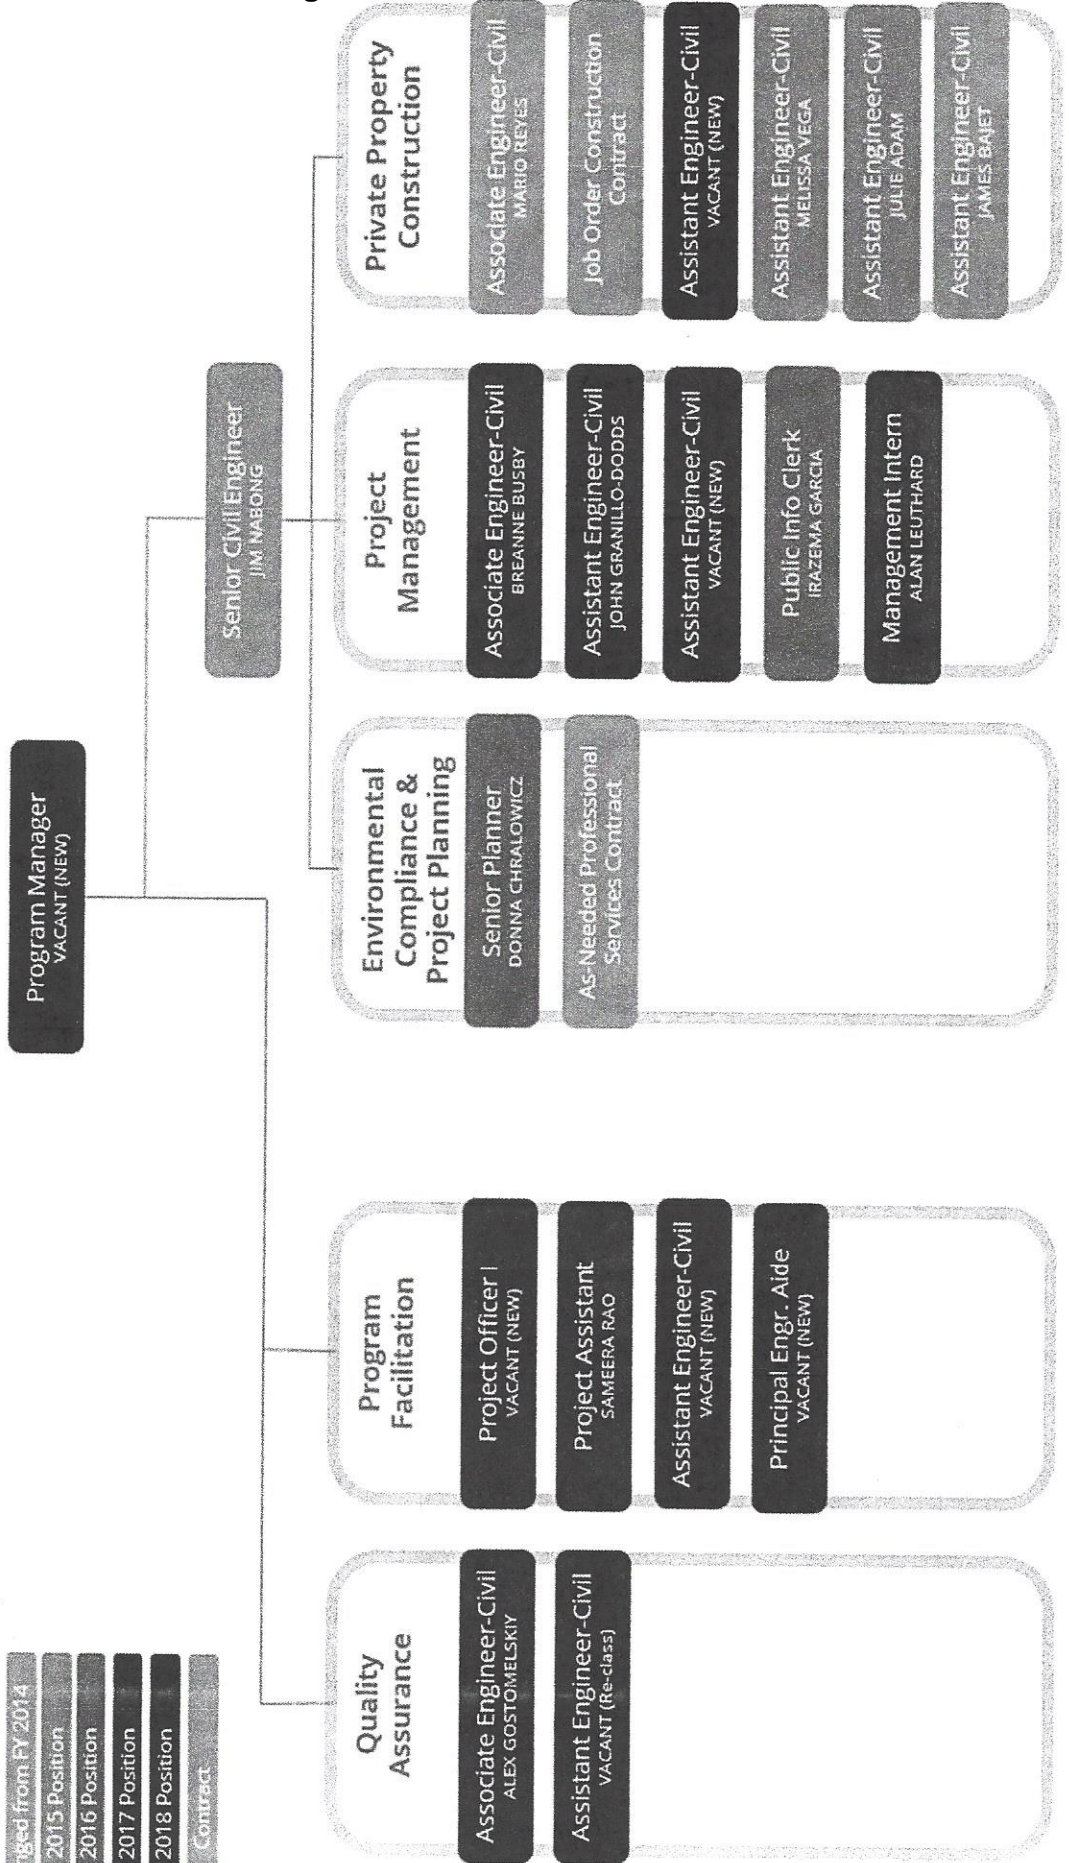 ged from FY 2014
2015 Position
2016 Position
2017 Position
2018 Position
Contract
Program Manager
VACANT (NEW)
Senior Civil Engineer
JIM NABONG
Quality
Assurance
Associate Engineer-Civil
ALEX GOSTOMELSKIY
Assistant Engineer-Civil
VACANT (Re-class)
Program
Facilitation
Project Officer I
VACANT (NEW)
Project Assistant
SAMEERA RAO
Assistant Engineer-Civil
VACANT (NEW)
Principal Engr. Aide
VACANT (NEW)
Environmental
Compliance &
Project Planning
Senior Planner
DONNA CHRALOWICZ
As-Needed Professional
Services Contract
Project
Management
Associate Engineer-Civil
BREANNE BUSBY
Assistant Engineer-Civil
JOHN GRANILLO-DODDS
Assistant Engineer-Civil
VACANT (NEW)
Public Info Clerk
IRAZEMA GARCIA
Management Intern
ALAN LEUTHARD
Private Property
Construction
Associate Engineer-Civil
MARIO REYES
Job Order Construction
Contract
Assistant Engineer-Civil
VACANT (NEW)
Assistant Engineer-Civil
MELISSA VEGA
Assistant Engineer-Civil
JULIE ADAM
Assistant Engineer-Civil
JAMES BAJET